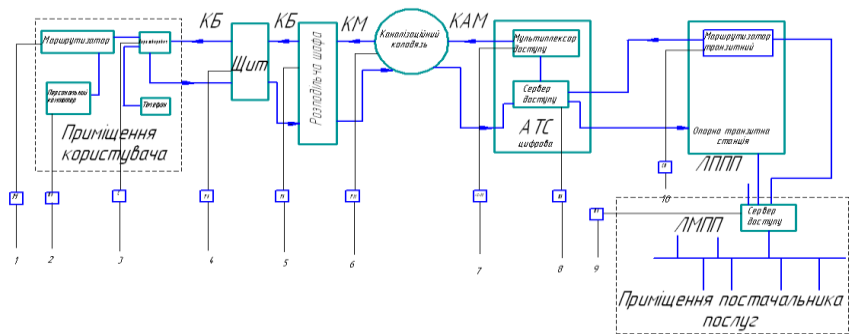 КБ
КБ
КМ
КАМ
Маршрутизатор
Персональний
комп'ютер
Телефон
Приміщення
користувача
Щит
Розподільча шафа
Каналізаційний
колодязь
Мультиплексор
доступу
Сервер
доступу
АТС
цифрова
Маршрутизатор
транзитний
Опорна транзитна
станція
ЛППП
Сервер
доступу
ЛМПП
Приміщення постачальника
послуг
1
2
3
4
5
6
7
8
9
10